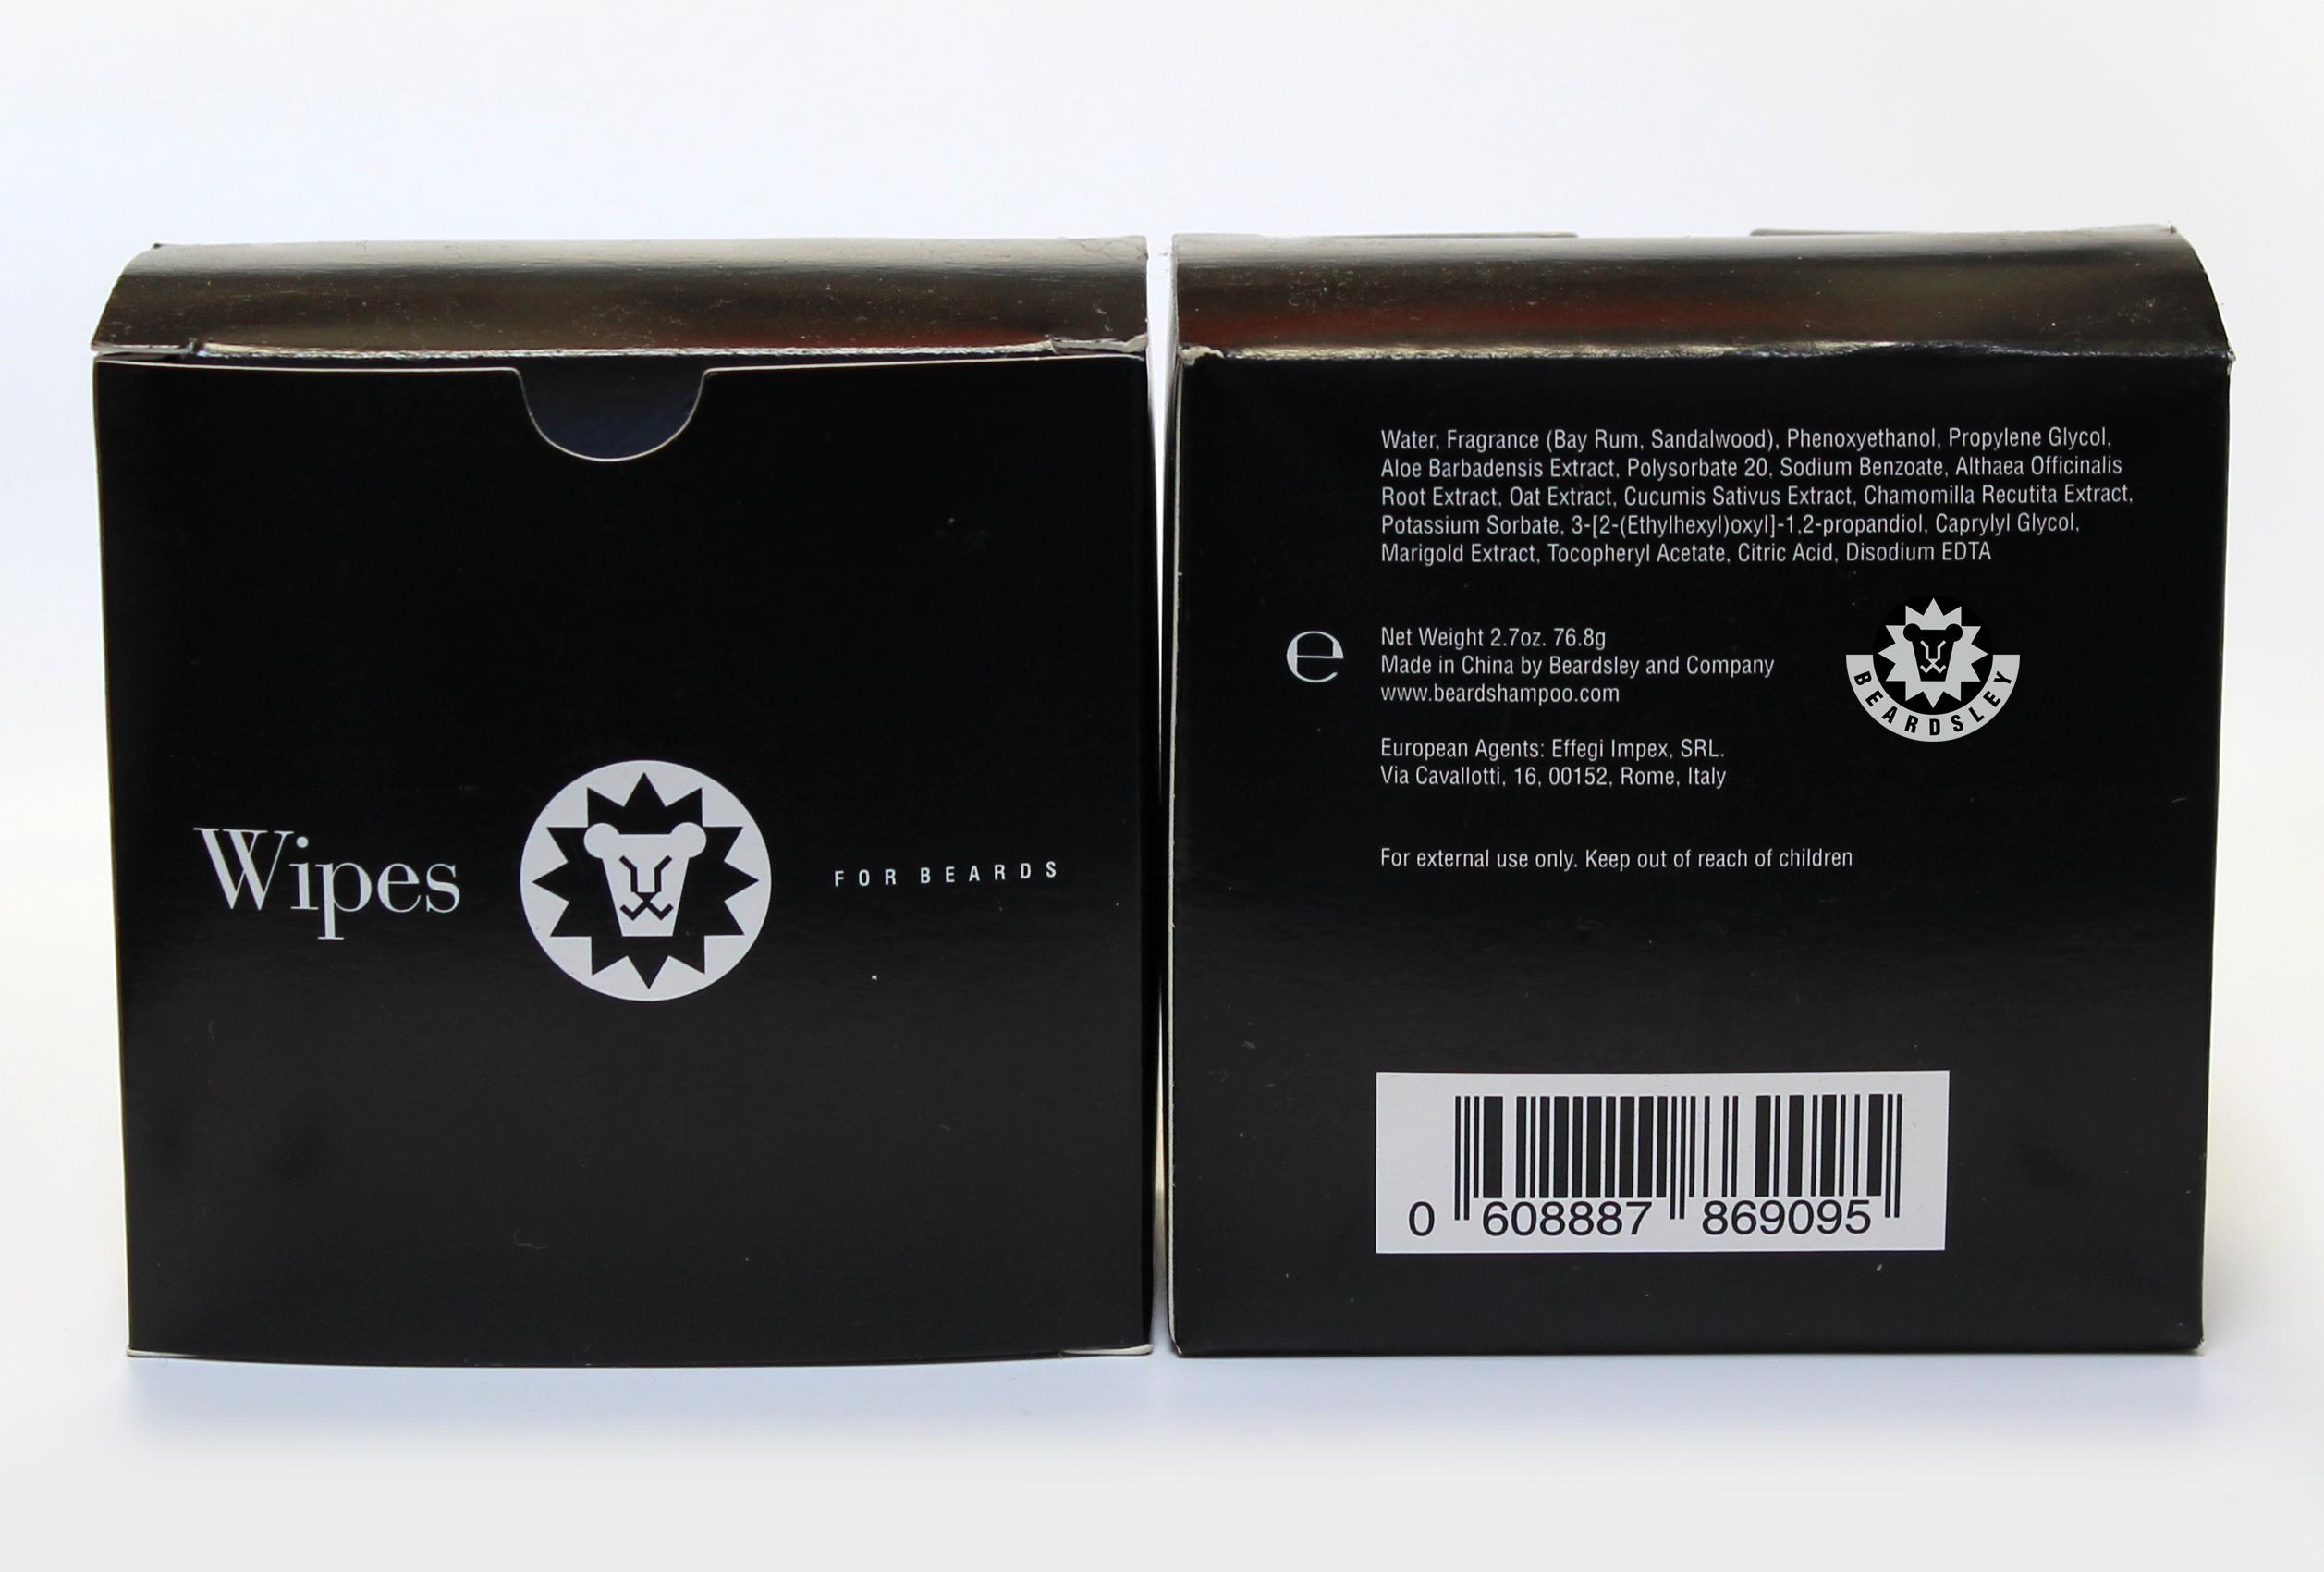 Wipes
FOR BEARDS
Water, Fragrance (Bay Rum, Sandalwood), Phenoxyethanol, Propylene Glycol,
Aloe Barbadensis Extract, Polysorbate 20, Sodium Benzoate, Althaea Officinalis
Root Extract, Oat Extract, Cucumis Sativus Extract, Chamomilla Recutita Extract,
Potassium Sorbate, 3-[2-(Ethylhexyl)oxyl]-1,2-propandiol, Caprylyl Glycol,
Marigold Extract, Tocopheryl Acetate, Citric Acid, Disodium EDTA
e
Net Weight 2.7oz. 76.8g
Made in China by Beardsley and Company
www.beardshampoo.com
BEARDSLEY
European Agents: Effegi Impex, SRL.
Via Cavallotti, 16, 00152, Rome, Italy
For external use only. Keep out of reach of children
0 608887 869095